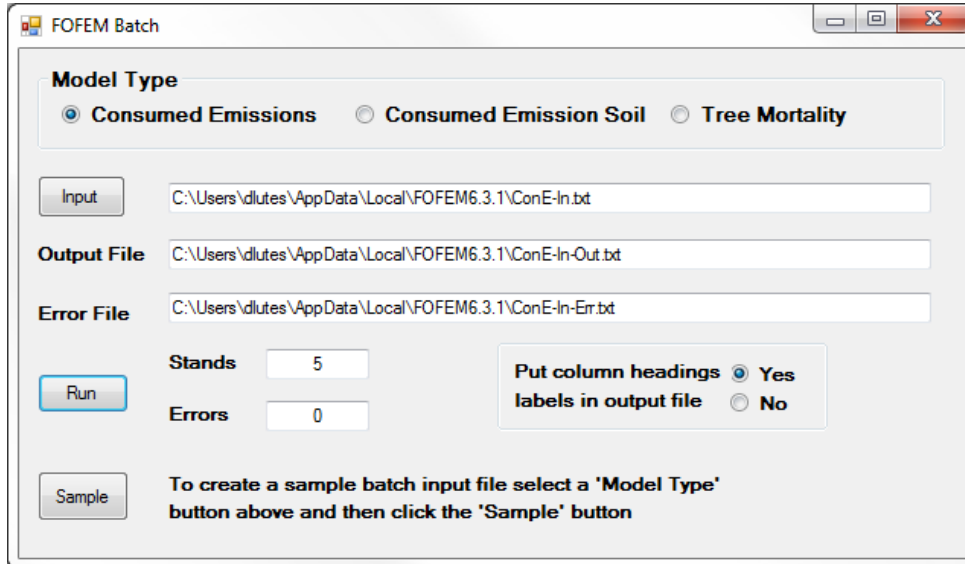 FOFEM Batch
Model Type
Consumed Emissions Consumed Emission Soil Tree Mortality
Input C:\Users\dlutes\AppData\Local\FOFEM6.3.1\ConE-In.txt
Output File C:\Users\dlutes\AppData\Local\FOFEM6.3.1\ConE-In-Out.txt
Error File C:\Users\dlutes\AppData\Local\FOFEM6.3.1\ConE-In-Err.txt
Stands 5
Put column headings Yes
Run
labels in output file No
Errors 0
Sample
To create a sample batch input file select a 'Model Type'
button above and then click the 'Sample' button